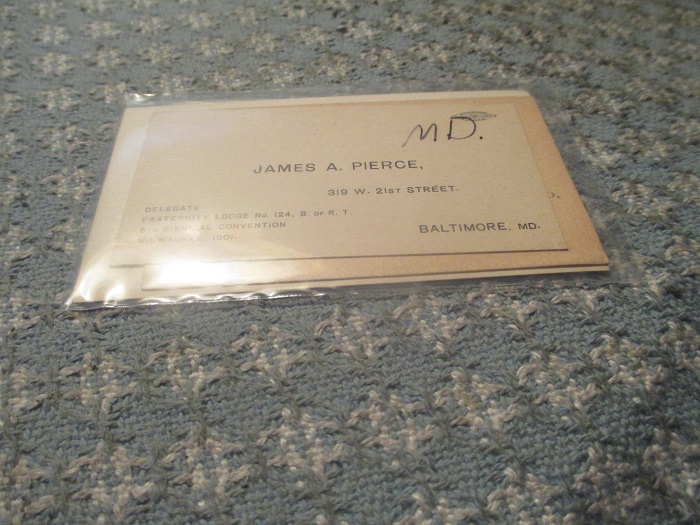 MD.
JAMES A. PIERCE,
319 W. 21ST STREET.
DELEGATE
FRATERNITY LODGE No. 124, B. OF R. T.
BIENNIAL CONVENTION
MILWAUKEE, 1901.
BALTIMORE, MD.